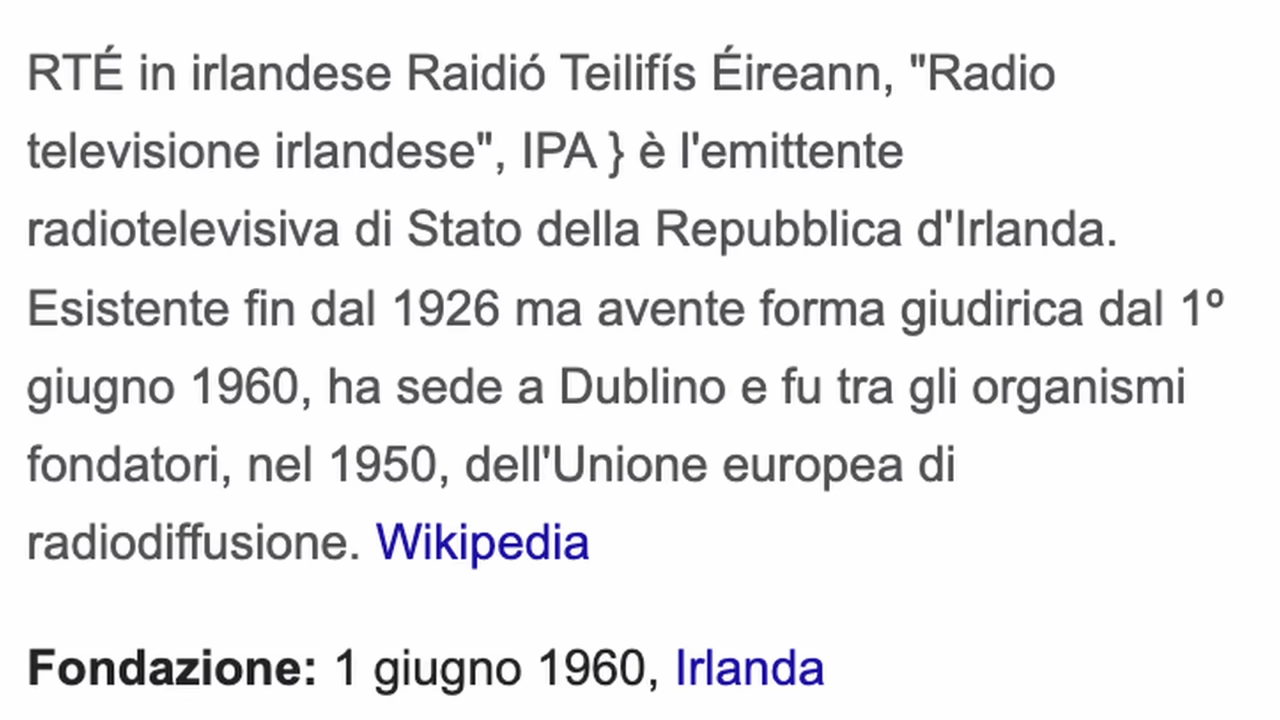 RTÉ in irlandese Raidió Teilifís Éireann, "Radio
televisione irlandese", IPA } è l'emittente
radiotelevisiva di Stato della Repubblica d'Irlanda.
Esistente fin dal 1926 ma avente forma giudirica dal 1º
giugno 1960, ha sede a Dublino e fu tra gli organismi
fondatori, nel 1950, dell'Unione europea di
radiodiffusione. Wikipedia
Fondazione: 1 giugno 1960, Irlanda